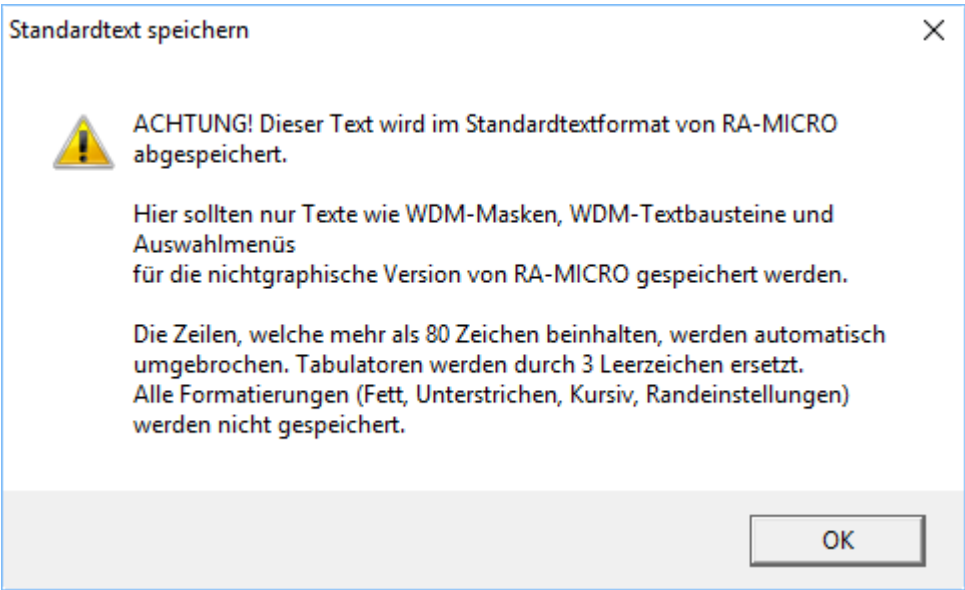 Standardtext speichern
ACHTUNG! Dieser Text wird im Standardtextformat von RA-MICRO
abgespeichert.
Hier sollten nur Texte wie WDM-Masken, WDM-Textbausteine und
Auswahlmenüs
für die nichtgraphische Version von RA-MICRO gespeichert werden.
Die Zeilen, welche mehr als 80 Zeichen beinhalten, werden automatisch
umgebrochen. Tabulatoren werden durch 3 Leerzeichen ersetzt.
Alle Formatierungen (Fett, Unterstrichen, Kursiv, Randeinstellungen)
werden nicht gespeichert.
OK